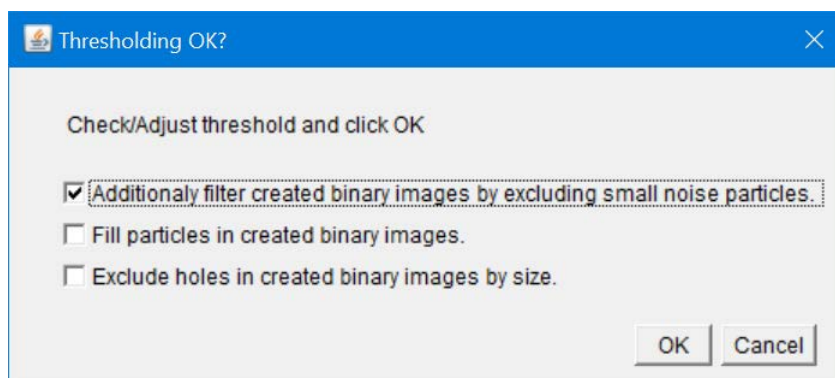 Thresholding OK?
Check/Adjust threshold and click OK
Additionaly filter created binary images by excluding small noise particles.
Fill particles in created binary images.
Exclude holes in created binary images by size.
OK Cancel